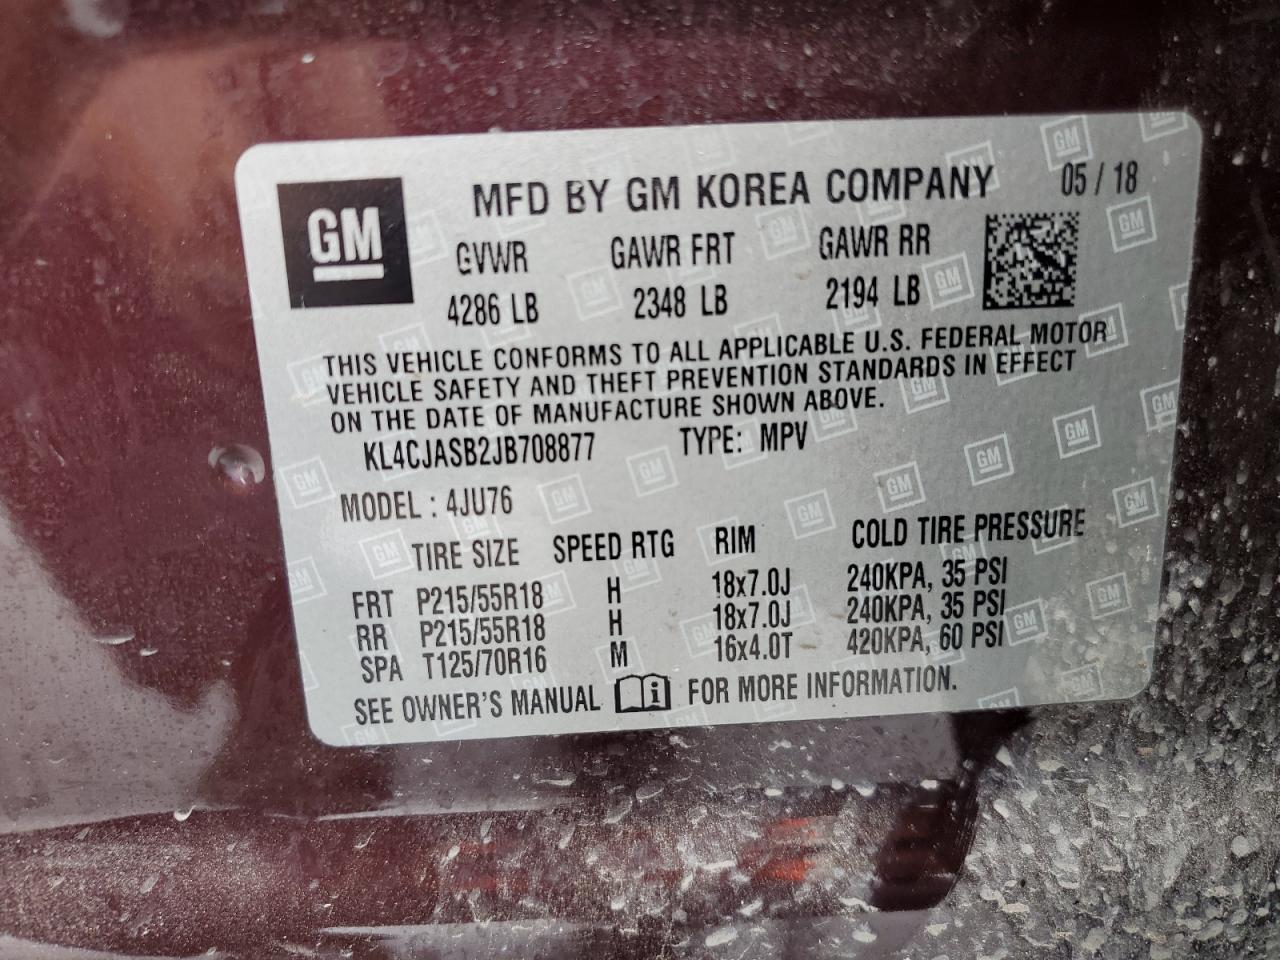 GM
MFD BY GM KOREA COMPANY 05 / 18
GVWR GAWR FRT GAWR RR
4286 LB 2348 LB 2194 LB
THIS VEHICLE CONFORMS TO ALL APPLICABLE U.S. FEDERAL MOTOR
VEHICLE SAFETY AND THEFT PREVENTION STANDARDS IN EFFECT
ON THE DATE OF MANUFACTURE SHOWN ABOVE.
KL4CJASB2JB708877 TYPE: MPV
MODEL : 4JU76
TIRE SIZE SPEED RTG RIM COLD TIRE PRESSURE
FRT P215/55R18 H 18x7.0J 240KPA, 35 PSI
RR P215/55R18 H 18x7.0J 240KPA, 35 PSI
SPA T125/70R16 M 16x4.0T 420KPA, 60 PSI
SEE OWNER'S MANUAL i FOR MORE INFORMATION.